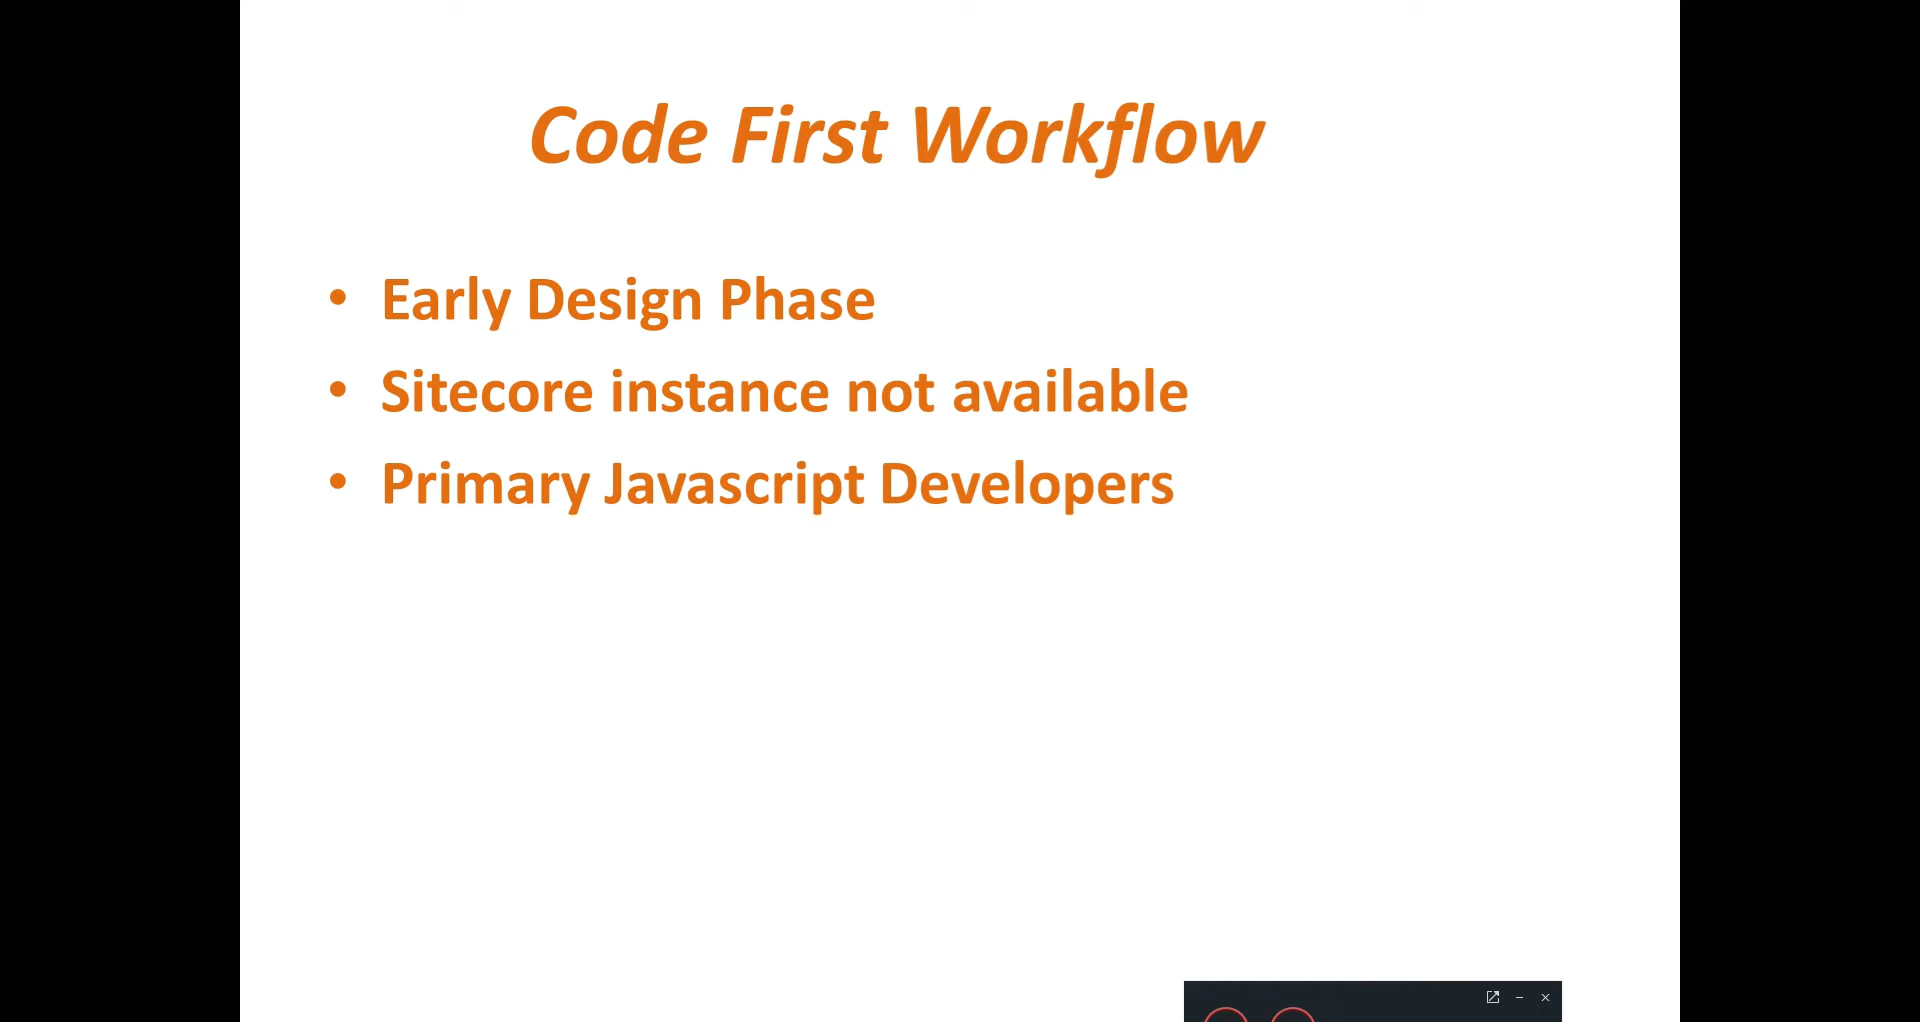 Code First Workflow
• Early Design Phase
• Sitecore instance not available
• Primary Javascript Developers